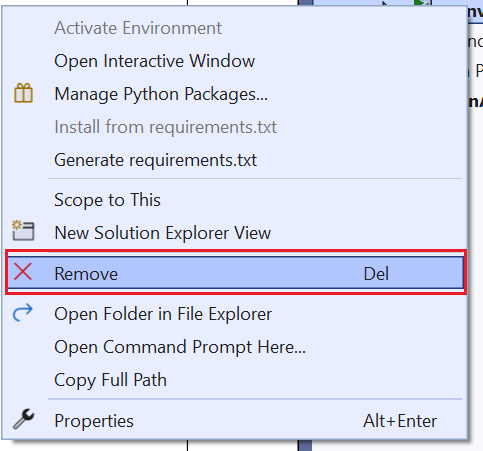 Activate Environment
Open Interactive Window
Manage Python Packages...
Install from requirements.txt
Generate requirements.txt
Scope to This
New Solution Explorer View
Remove Del
Open Folder in File Explorer
Open Command Prompt Here...
Copy Full Path
Properties Alt+Enter